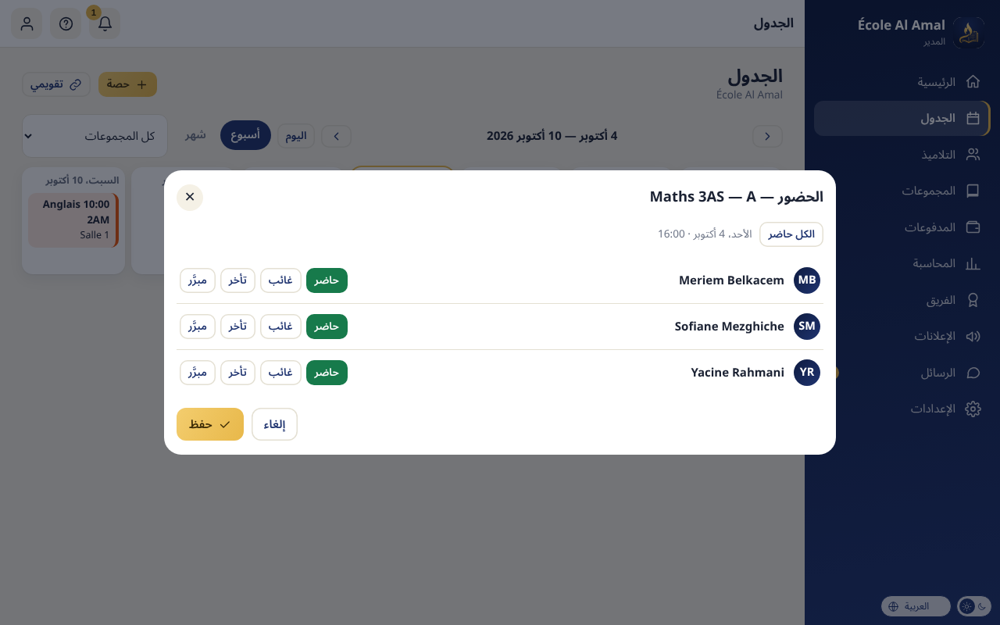 École Al Amal
المدير
الرئيسية
الجدول
التلاميذ
المجموعات
المدفوعات
المحاسبة
الفريق
الإعلانات
الرسائل
الإعدادات
العربية
الجدول
1
الجدول
École Al Amal
حصة
تقويمي
4 أكتوبر — 10 أكتوبر 2026
اليوم
أسبوع
شهر
كل المجموعات
السبت، 10 أكتوبر
10:00 Anglais
2AM
Salle 1
الحضور — Maths 3AS — A
الكل حاضر
الأحد، 4 أكتوبر · 16:00
MB Meriem Belkacem حاضر غائب تأخر مبرَّر
SM Sofiane Mezghiche حاضر غائب تأخر مبرَّر
YR Yacine Rahmani حاضر غائب تأخر مبرَّر
إلغاء
حفظ